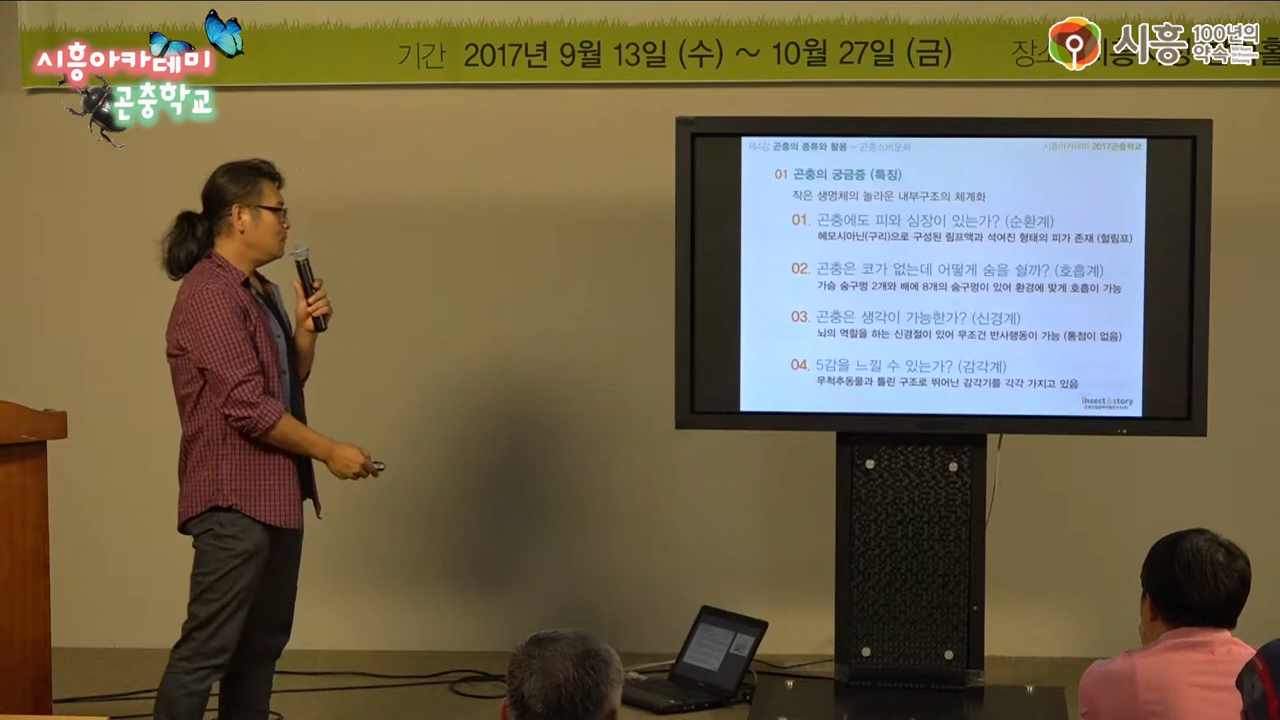 시흥아카데미
곤충학교
기간 2017년 9월 13일 (수) ~ 10월 27일 (금)
시흥 100년의
제4강 곤충의 종류와 활용 - 곤충소비문화
시흥아카데미 2017곤충학교
01 곤충의 궁금증 (특징)
작은 생명체의 놀라운 내부구조의 체계화
01. 곤충에도 피와 심장이 있는가? (순환계)
헤모시아닌(구리)으로 구성된 림프액과 석여진 형태의 피가 존재 (혈림프)
02. 곤충은 코가 없는데 어떻게 숨을 쉴까? (호흡계)
가슴 숨구멍 2개와 배에 8개의 숨구멍이 있어 환경에 맞게 호흡이 가능
03. 곤충은 생각이 가능한가? (신경계)
뇌의 역할을 하는 신경절이 있어 무조건 반사행동이 가능 (통점이 없음)
04. 5감을 느낄 수 있는가? (감각계)
무척추동물과 틀린 구조로 뛰어난 감각기를 각각 가지고 있음
insect&story